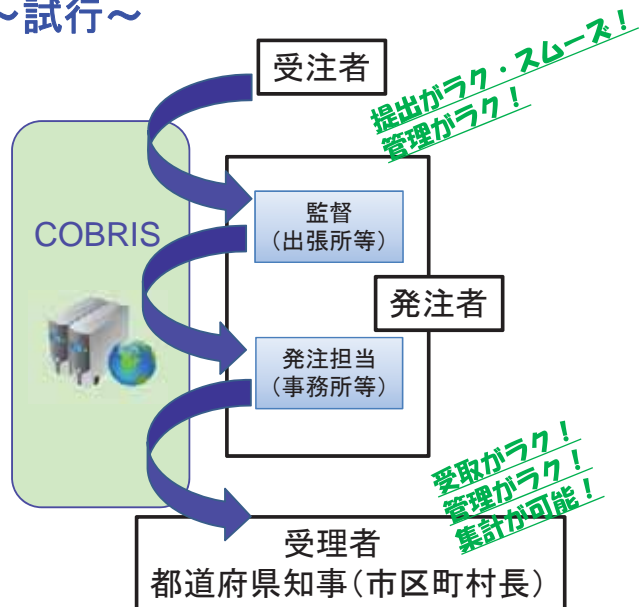 ～試行～
受注者
提出がラク・スムーズ！
管理がラク！
COBRIS
監督
（出張所等）
発注者
発注担当
（事務所等）
受取がラク！
管理がラク！
集計が可能！
受理者
都道府県知事（市区町村長）